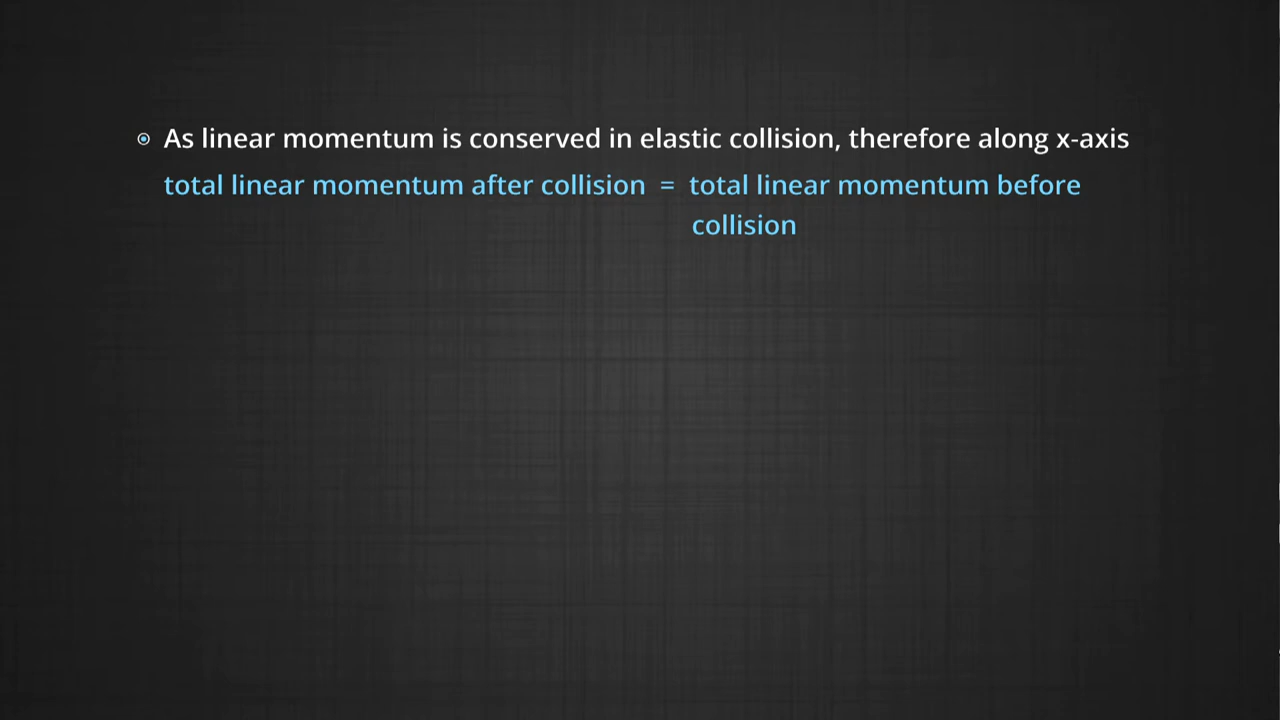 As linear momentum is conserved in elastic collision, therefore along x-axis
total linear momentum after collision = total linear momentum before
collision